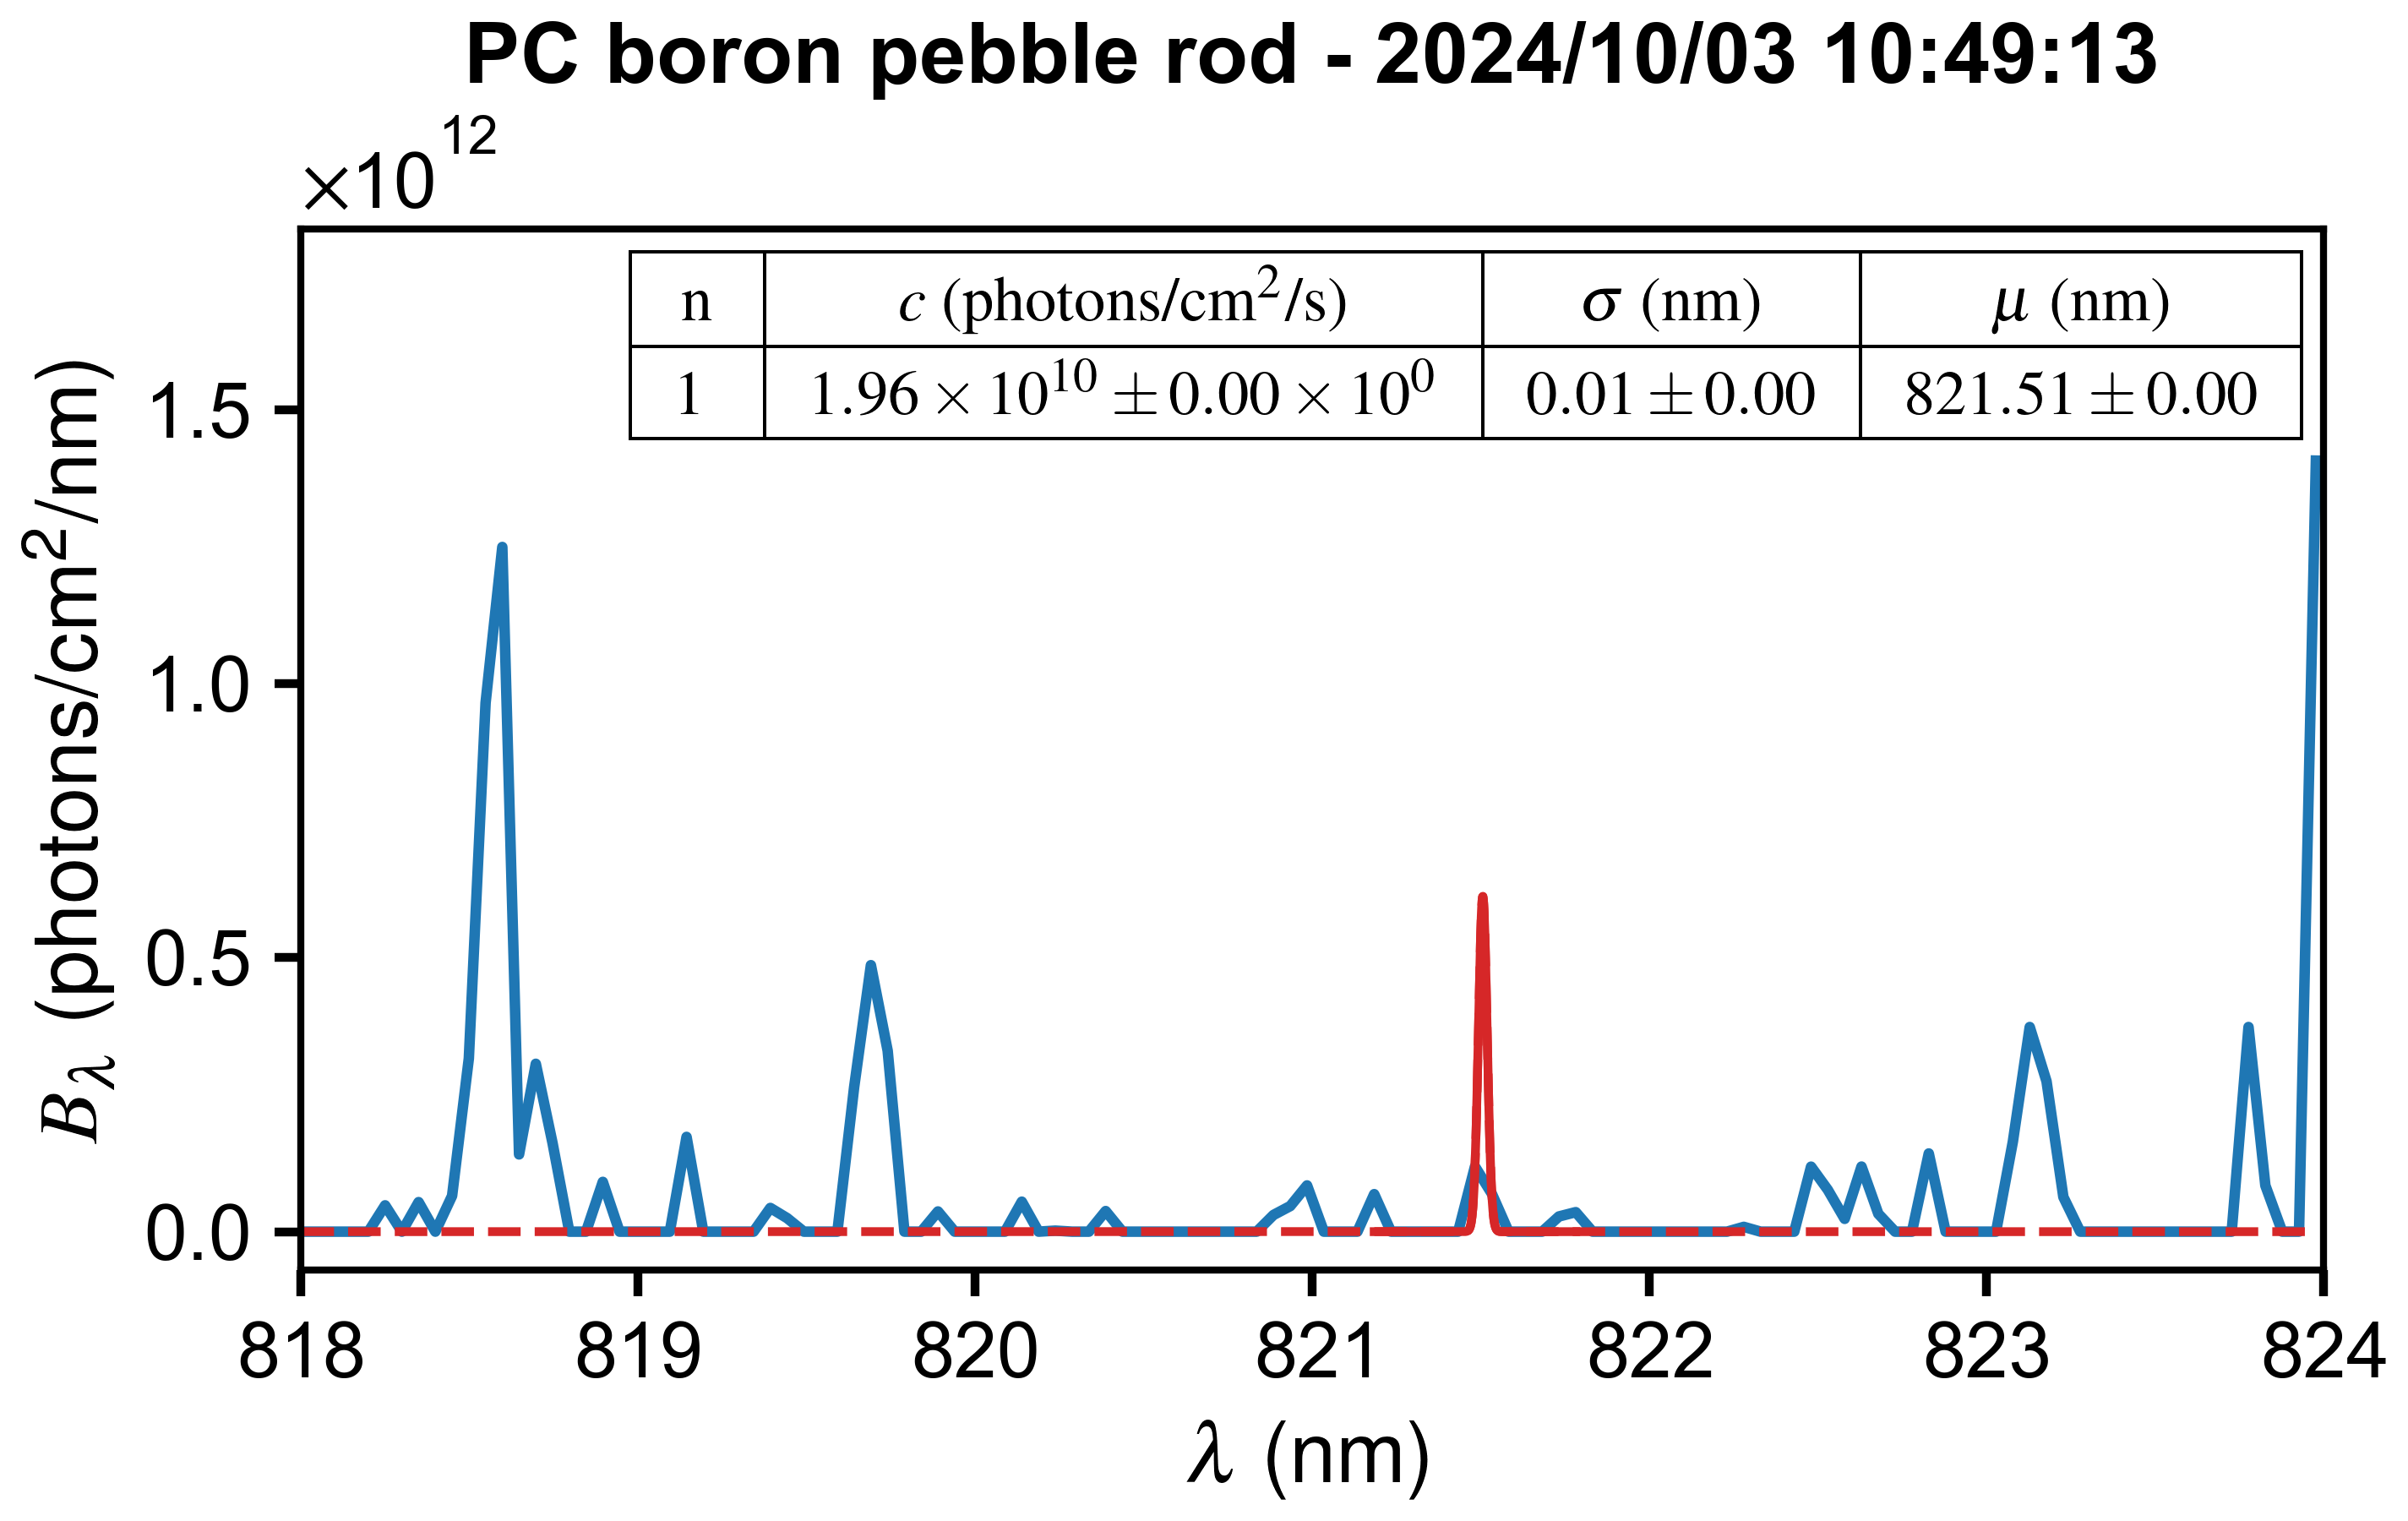 PC boron pebble rod - 2024/10/03 10:49:13
×10¹²
n c (photons/cm²/s) σ (nm) μ (nm)
1 1.96 × 10¹⁰ ± 0.00 × 10⁰ 0.01 ± 0.00 821.51 ± 0.00
1.5
1.0
0.5
0.0
B_λ (photons/cm²/nm)
818 819 820 821 822 823 824
λ (nm)